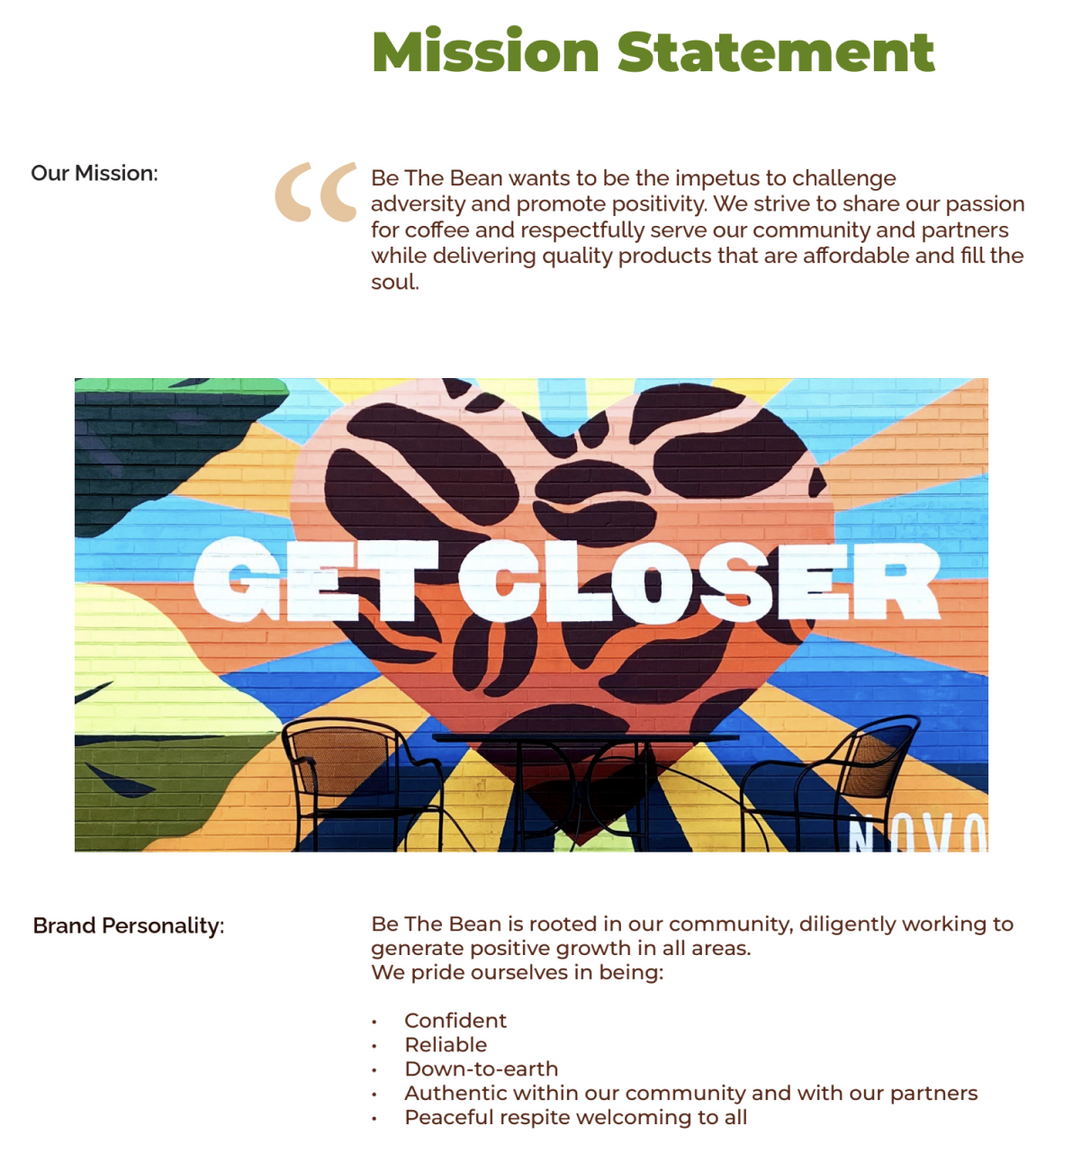 Mission Statement
Our Mission:
“
Be The Bean wants to be the impetus to challenge
adversity and promote positivity. We strive to share our passion
for coffee and respectfully serve our community and partners
while delivering quality products that are affordable and fill the
soul.
GET CLOSER
NOVO
Brand Personality:
Be The Bean is rooted in our community, diligently working to
generate positive growth in all areas.
We pride ourselves in being:
• Confident
• Reliable
• Down-to-earth
• Authentic within our community and with our partners
• Peaceful respite welcoming to all